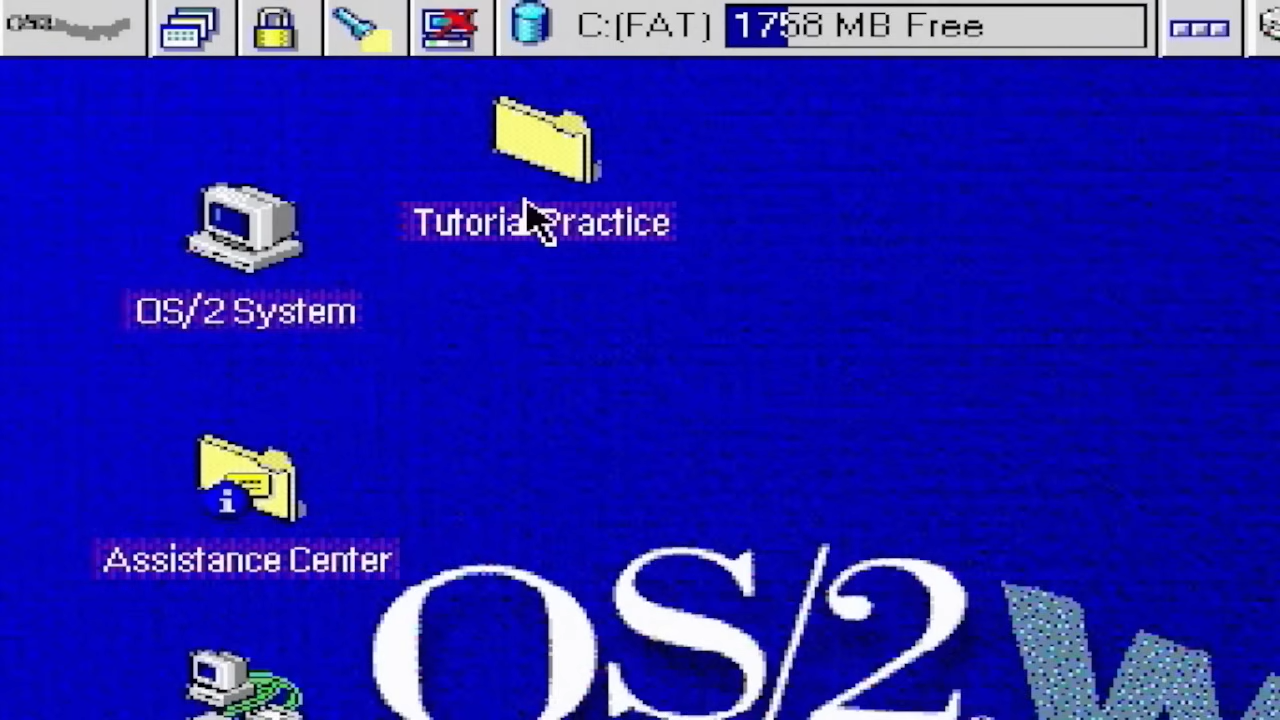 C:(FAT) 1758 MB Free
Tutorial Practice
OS/2 System
Assistance Center
OS/2 W